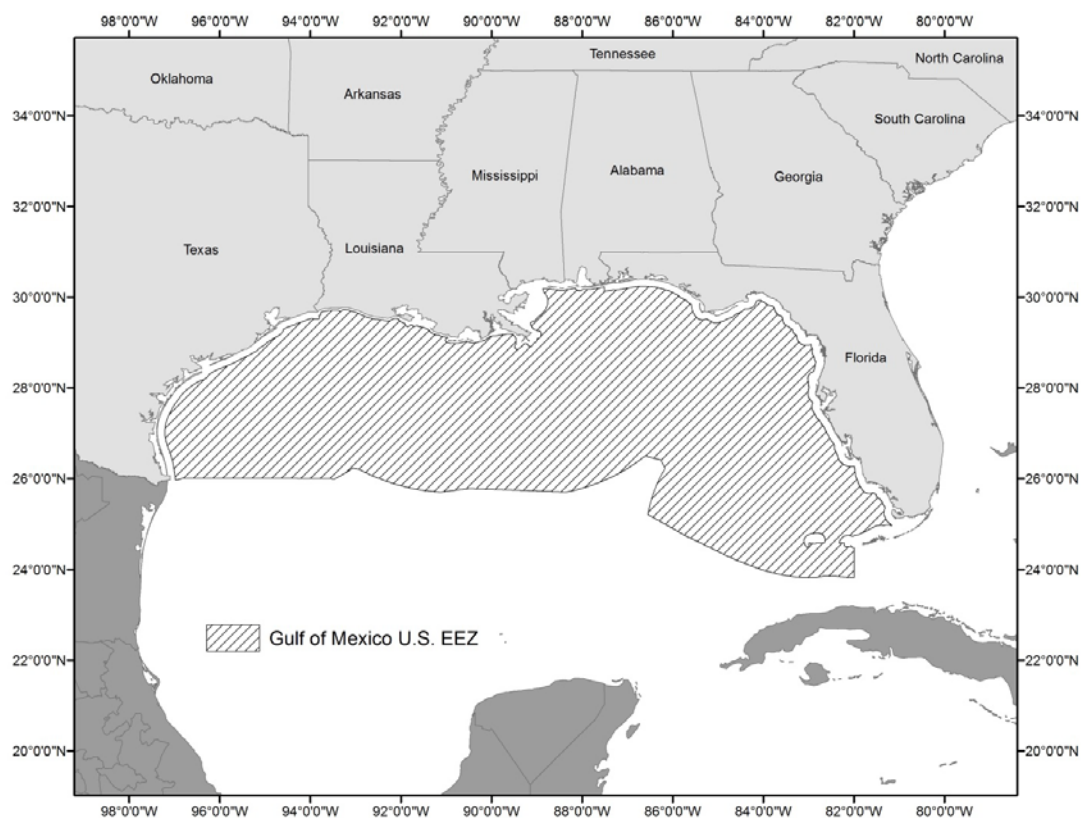 98°0'0"W 96°0'0"W 94°0'0"W 92°0'0"W 90°0'0"W 88°0'0"W 86°0'0"W 84°0'0"W 82°0'0"W 80°0'0"W
Tennessee
North Carolina
Oklahoma
Arkansas
34°0'0"N 34°0'0"N
South Carolina
Mississippi
Alabama
Georgia
32°0'0"N 32°0'0"N
Texas
Louisiana
30°0'0"N 30°0'0"N
Florida
28°0'0"N 28°0'0"N
26°0'0"N 26°0'0"N
24°0'0"N 24°0'0"N
Gulf of Mexico U.S. EEZ
22°0'0"N 22°0'0"N
20°0'0"N 20°0'0"N
98°0'0"W 96°0'0"W 94°0'0"W 92°0'0"W 90°0'0"W 88°0'0"W 86°0'0"W 84°0'0"W 82°0'0"W 80°0'0"W